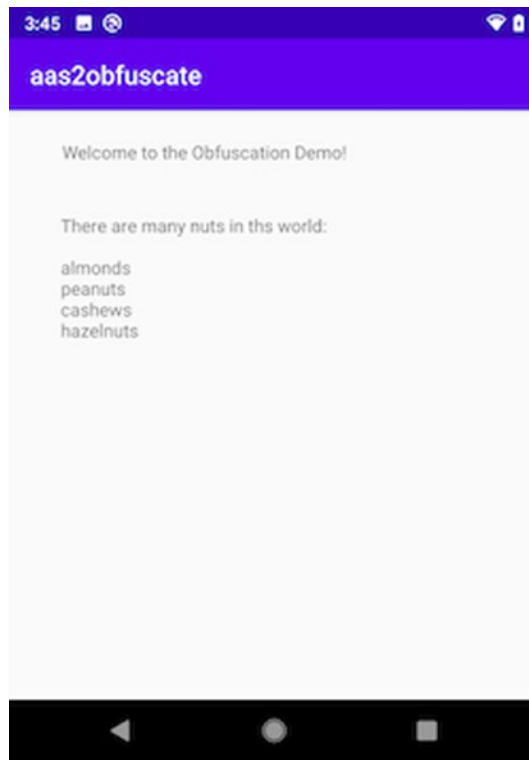 3:45
aas2obfuscate
Welcome to the Obfuscation Demo!
There are many nuts in ths world:
almonds
peanuts
cashews
hazelnuts